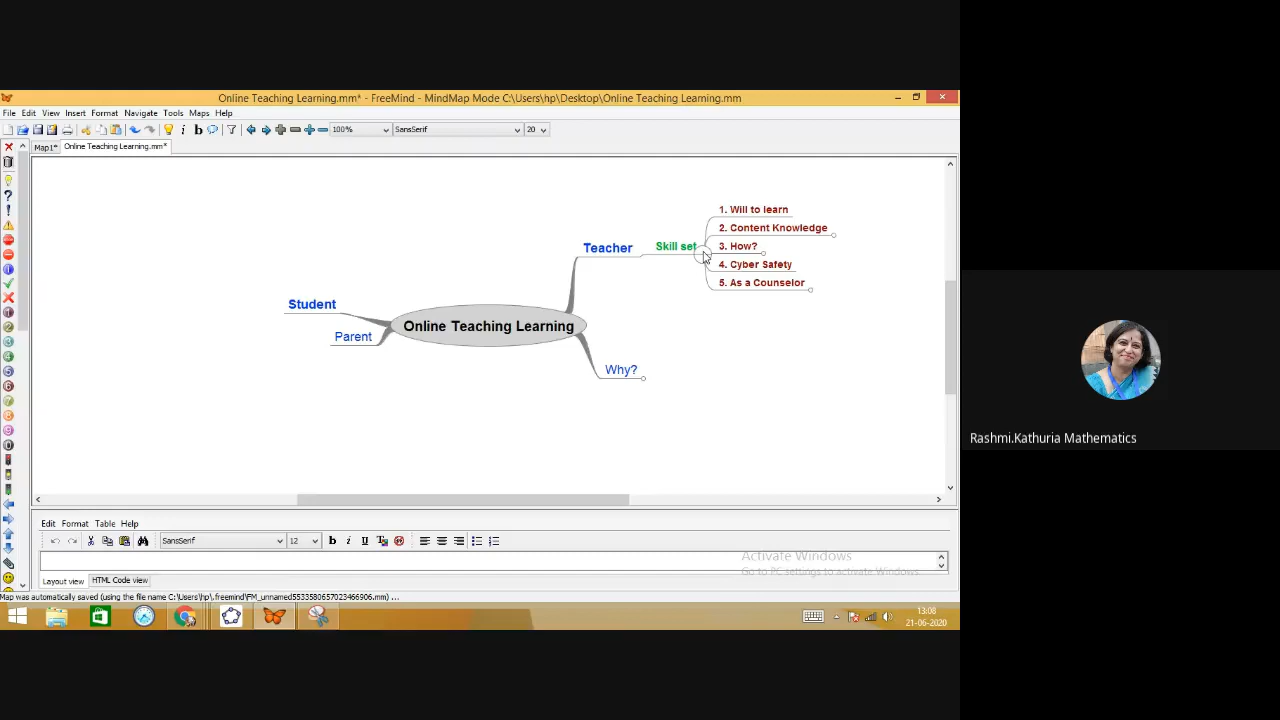 Online Teaching Learning.mm* - FreeMind - MindMap Mode C:\Users\hp\Desktop\Online Teaching Learning.mm
File Edit View Insert Format Navigate Tools Maps Help
100% SansSerif 20
Map1* Online Teaching Learning.mm*
1. Will to learn
2. Content Knowledge
Teacher Skill set 3. How?
4. Cyber Safety
5. As a Counselor
Student
Online Teaching Learning
Parent
Why?
Rashmi.Kathuria Mathematics
Edit Format Table Help
SansSerif 12
Activate Windows
Go to PC settings to activate Windows.
Layout view HTML Code view
Map was automatically saved (using the file name C:\Users\hp\.freemind\FM_unnamed5533580657023466906.mm) ...
13:08
21-06-2020